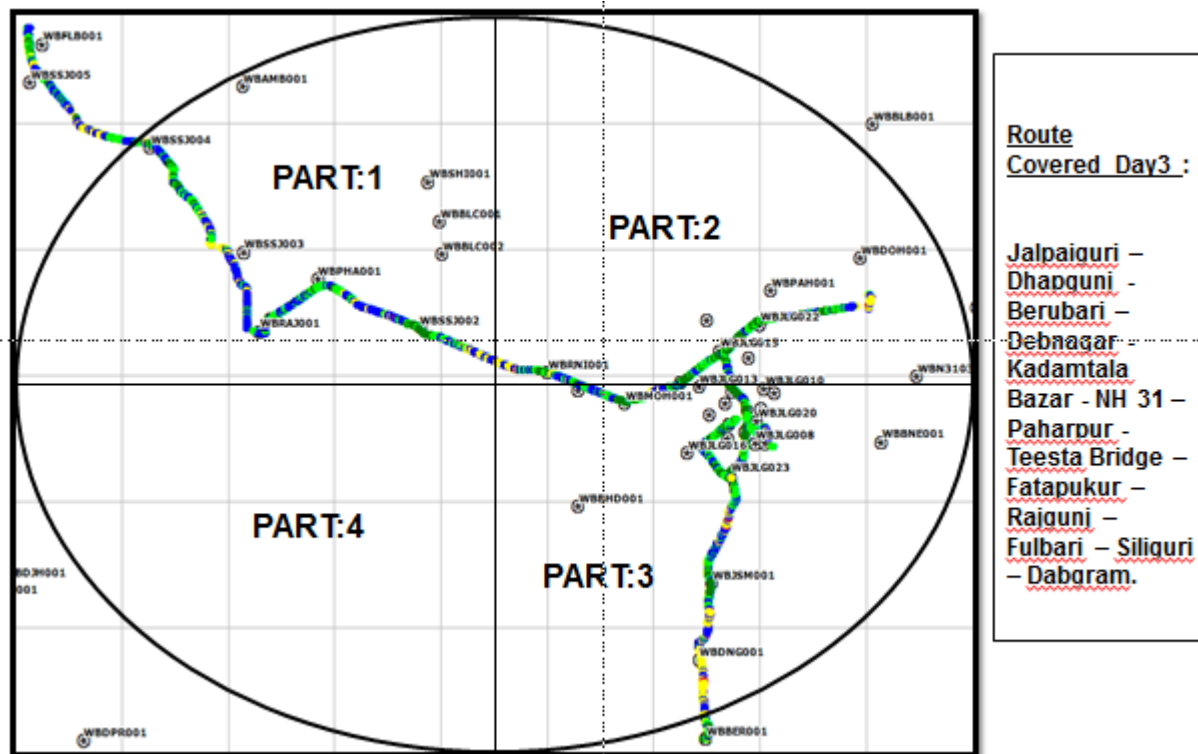 WBFLB001
WBSSJ005
WBAMB001
WBBLB001
WBSSJ004
PART:1
WBSHI001
WBBLC001
PART:2
WBSSJ003
WBBLC002
WBDOH001
WBPHA001
WBPAH001
WBRAJ001
WBSSJ002
WBJLG022
WBJLG015
WBRNI001
WBN3103
WBJLG013
WBJLG010
WBMOH001
WBJLG020
WBJLG008
WBBNE001
WBJLG016
WBJLG023
WBBHD001
PART:4
PART:3
DJH001
001
WBJSM001
WBDNG001
WBDPR001
WBBER001
Route
Covered Day3 :
Jalpaiguri –
Dhapguni -
Berubari –
Debnagar -
Kadamtala
Bazar - NH 31 –
Paharpur -
Teesta Bridge –
Fatapukur –
Rajgunj –
Fulbari – Siliguri
– Dabgram.